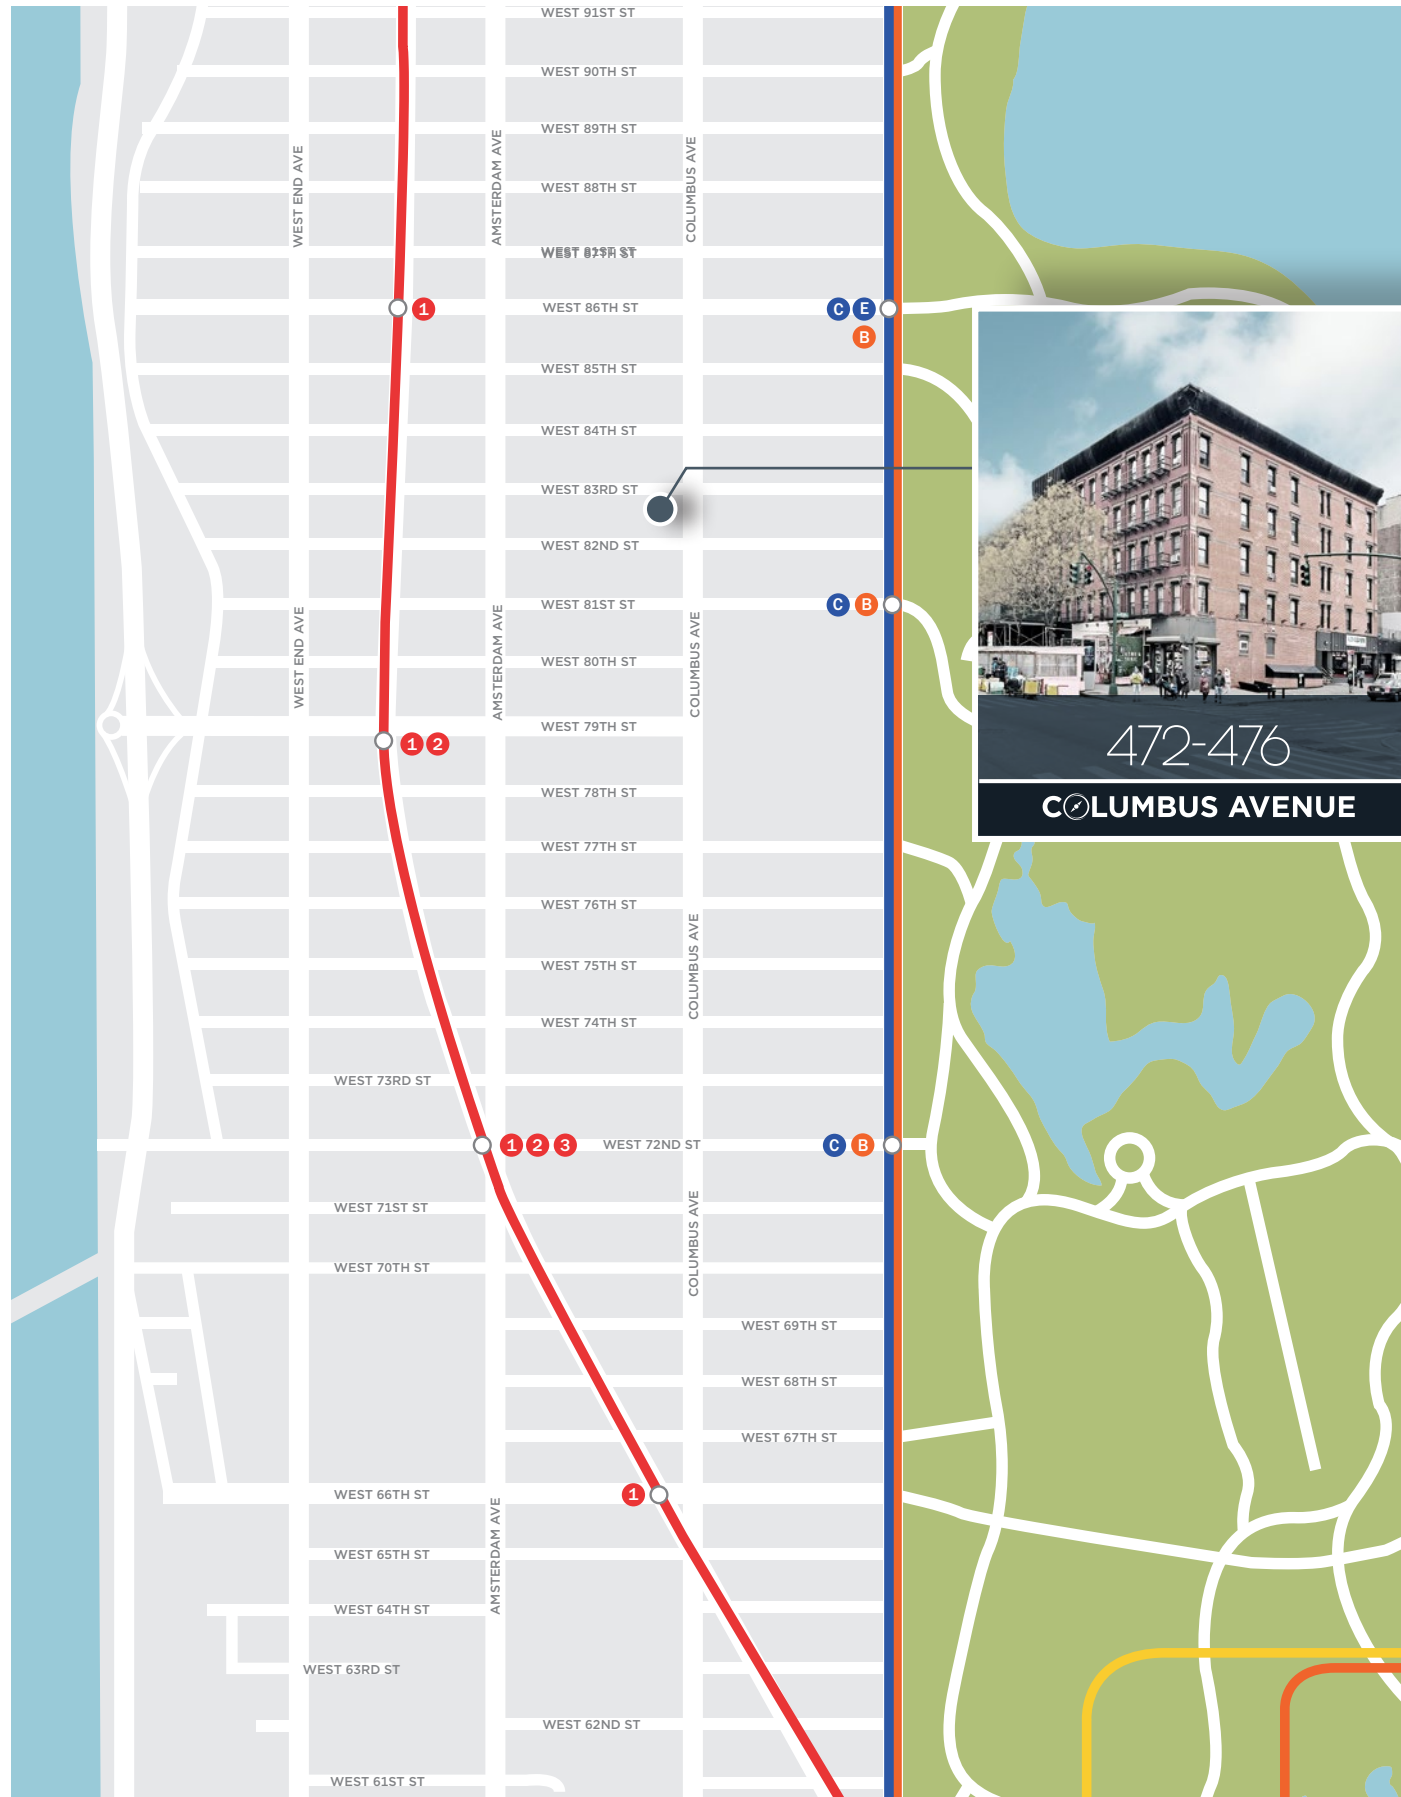 WEST 91ST ST
WEST 90TH ST
WEST 89TH ST
WEST END AVE
AMSTERDAM AVE
COLUMBUS AVE
WEST 88TH ST
WEST 81ST ST
WEST 87TH ST
1
WEST 86TH ST
C E
B
WEST 85TH ST
WEST 84TH ST
WEST 83RD ST
WEST 82ND ST
WEST 81ST ST
C B
WEST END AVE
AMSTERDAM AVE
COLUMBUS AVE
WEST 80TH ST
WEST 79TH ST
1 2
472-476
COLUMBUS AVENUE
WEST 78TH ST
WEST 77TH ST
WEST 76TH ST
COLUMBUS AVE
WEST 75TH ST
WEST 74TH ST
WEST 73RD ST
1 2 3
WEST 72ND ST
C B
WEST 71ST ST
COLUMBUS AVE
WEST 70TH ST
WEST 69TH ST
WEST 68TH ST
WEST 67TH ST
WEST 66TH ST
1
AMSTERDAM AVE
WEST 65TH ST
WEST 64TH ST
WEST 63RD ST
WEST 62ND ST
WEST 61ST ST